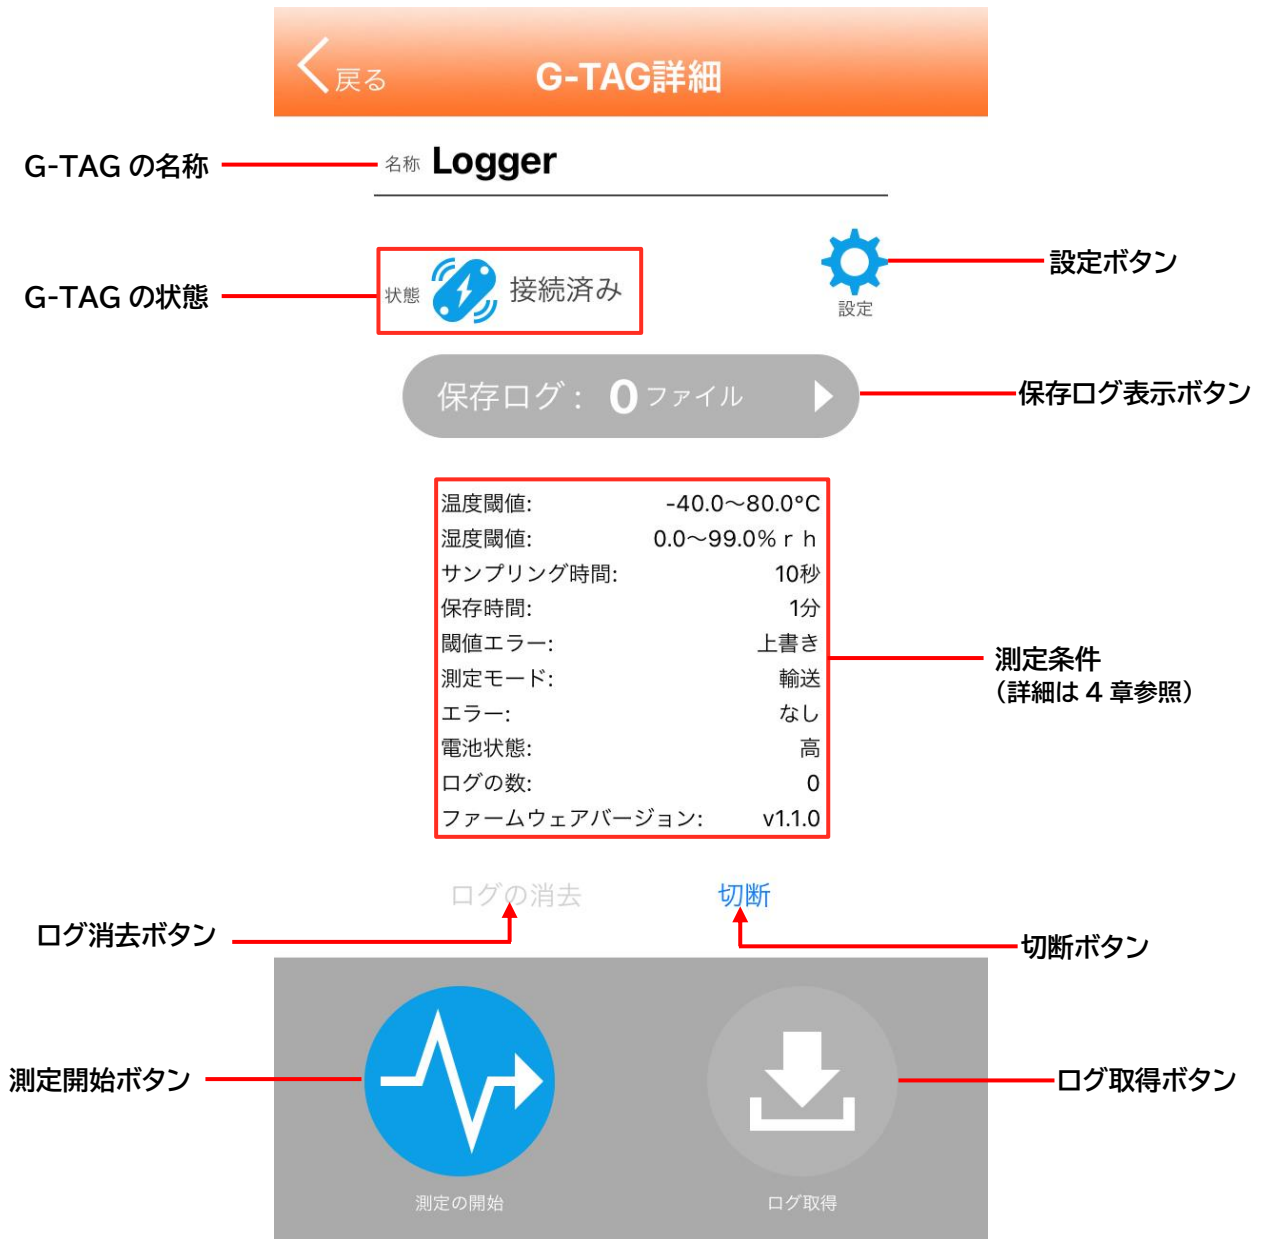 戻る
G-TAG詳細
G-TAG の名称
名称 Logger
G-TAG の状態
状態 接続済み
設定
設定ボタン
保存ログ： 0 ファイル
保存ログ表示ボタン
温度閾値: -40.0〜80.0°C
湿度閾値: 0.0〜99.0%ｒｈ
サンプリング時間: 10秒
保存時間: 1分
閾値エラー: 上書き
測定モード: 輸送
エラー: なし
電池状態: 高
ログの数: 0
ファームウェアバージョン: v1.1.0
測定条件
（詳細は 4 章参照）
ログの消去
切断
ログ消去ボタン
切断ボタン
測定開始ボタン
ログ取得ボタン
測定の開始
ログ取得